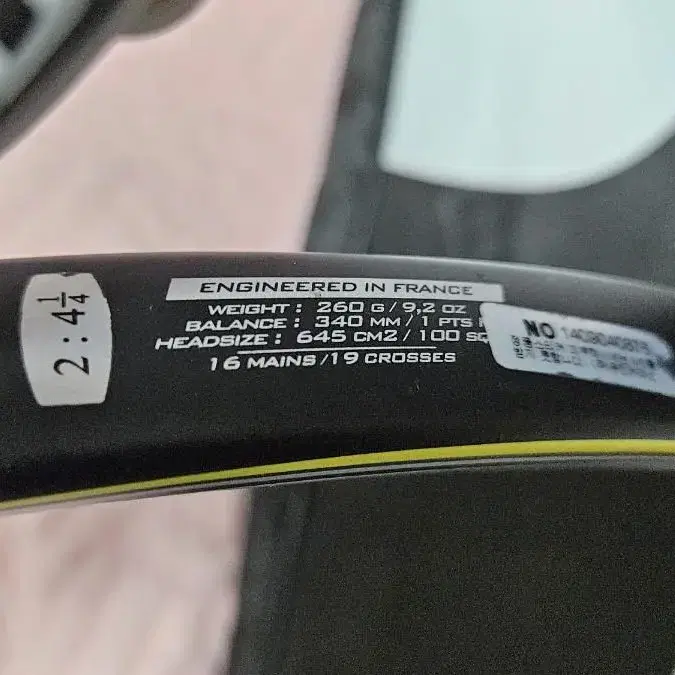 2 : 4 1/4
ENGINEERED IN FRANCE
WEIGHT : 260 G / 9,2 OZ
BALANCE : 340 MM / 1 PTS
HEADSIZE : 645 CM2 / 100 SQ
16 MAINS /19 CROSSES
NO